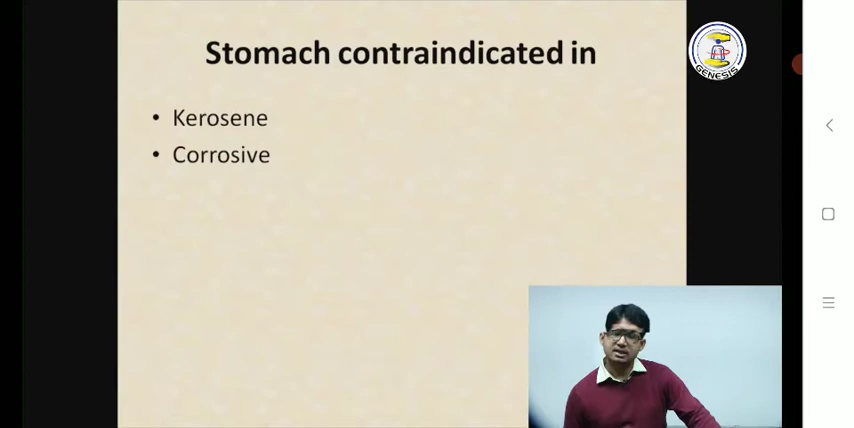 Stomach contraindicated in
• Kerosene
• Corrosive
GENESIS